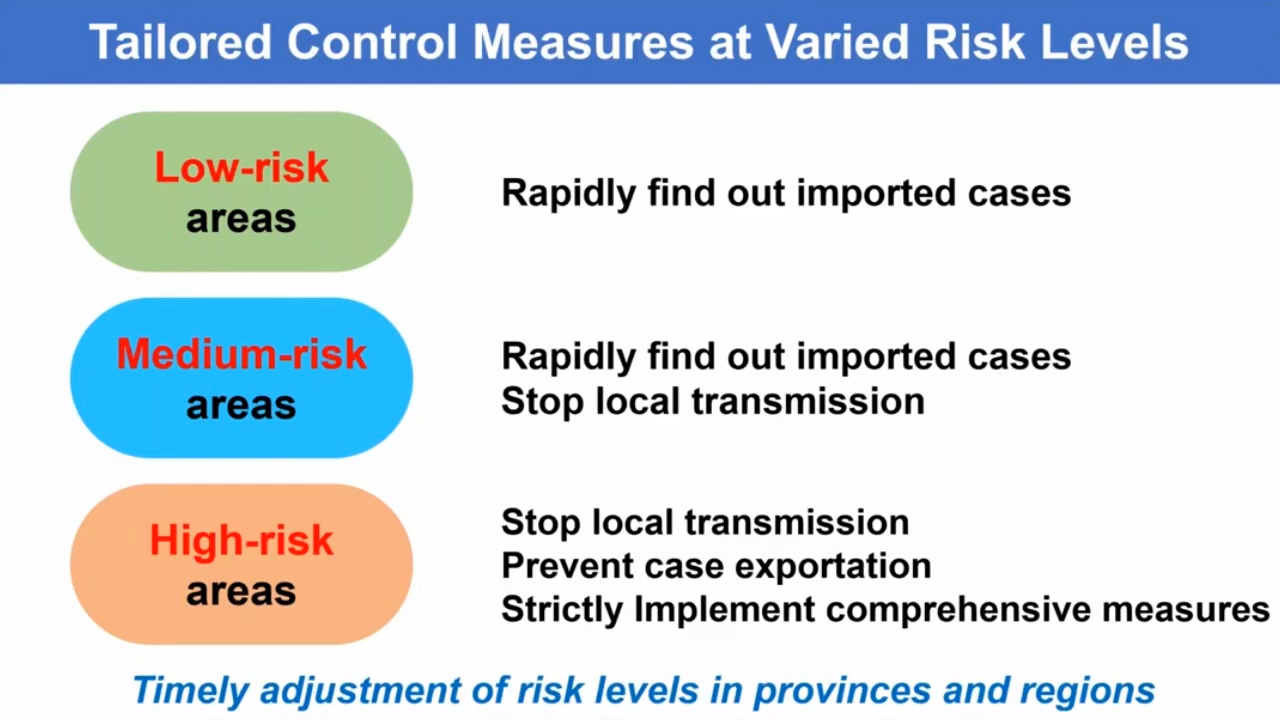 Tailored Control Measures at Varied Risk Levels
Low-risk
areas
Rapidly find out imported cases
Medium-risk
areas
Rapidly find out imported cases
Stop local transmission
High-risk
areas
Stop local transmission
Prevent case exportation
Strictly Implement comprehensive measures
Timely adjustment of risk levels in provinces and regions